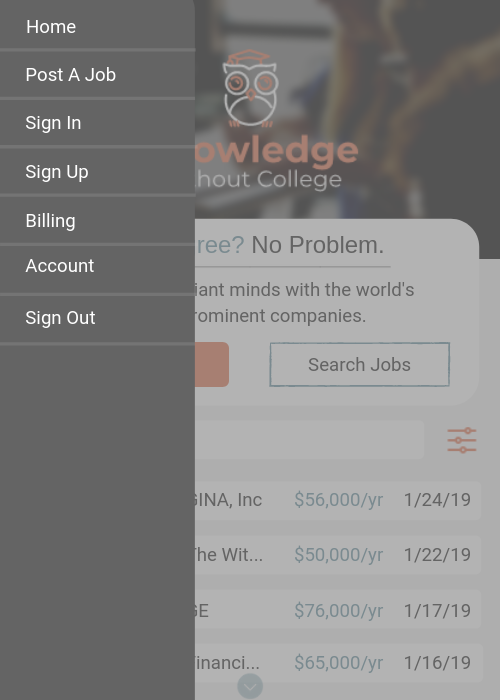 Home
Post A Job
Sign In
Sign Up
Billing
Account
Sign Out
owledge
hout College
ree? No Problem.
iant minds with the world's
rominent companies.
Search Jobs
GINA, Inc $56,000/yr 1/24/19
The Wit... $50,000/yr 1/22/19
GE $76,000/yr 1/17/19
Financi... $65,000/yr 1/16/19